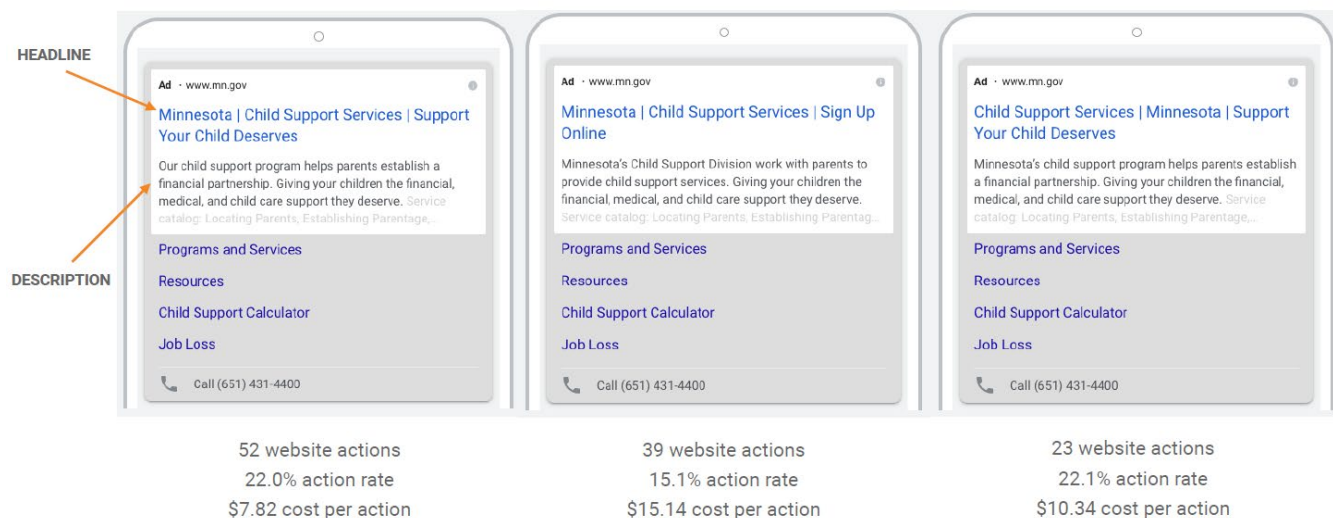 HEADLINE
DESCRIPTION
Ad · www.mn.gov
Minnesota | Child Support Services | Support
Your Child Deserves
Our child support program helps parents establish a
financial partnership. Giving your children the financial,
medical, and child care support they deserve. Service
catalog: Locating Parents, Establishing Parentage,...
Programs and Services
Resources
Child Support Calculator
Job Loss
Call (651) 431-4400
52 website actions
22.0% action rate
$7.82 cost per action
Ad · www.mn.gov
Minnesota | Child Support Services | Sign Up
Online
Minnesota's Child Support Division work with parents to
provide child support services. Giving your children the
financial, medical, and child care support they deserve.
Service catalog: Locating Parents, Establishing Parentag...
Programs and Services
Resources
Child Support Calculator
Job Loss
Call (651) 431-4400
39 website actions
15.1% action rate
$15.14 cost per action
Ad · www.mn.gov
Child Support Services | Minnesota | Support
Your Child Deserves
Minnesota's child support program helps parents establish
a financial partnership. Giving your children the financial,
medical, and child care support they deserve. Service
catalog: Locating Parents, Establishing Parentage,...
Programs and Services
Resources
Child Support Calculator
Job Loss
Call (651) 431-4400
23 website actions
22.1% action rate
$10.34 cost per action